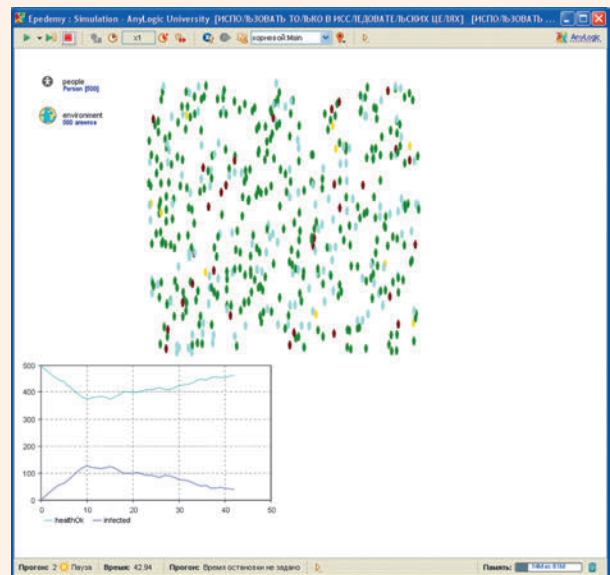 Epedemy : Simulation - AnyLogic University [ИСПОЛЬЗОВАТЬ ТОЛЬКО В ИССЛЕДОВАТЕЛЬСКИХ ЦЕЛЯХ] [ИСПОЛЬЗОВАТЬ ТОЛЬКО В ...
x1 корневой:Main AnyLogic
people
Person [500]
environment
500 агентов
500
400
300
200
100
0
0 10 20 30 40 50
healthOk infected
Прогон: 2 Пауза Время: 42.94 Прогон: Время остановки не задано Память: